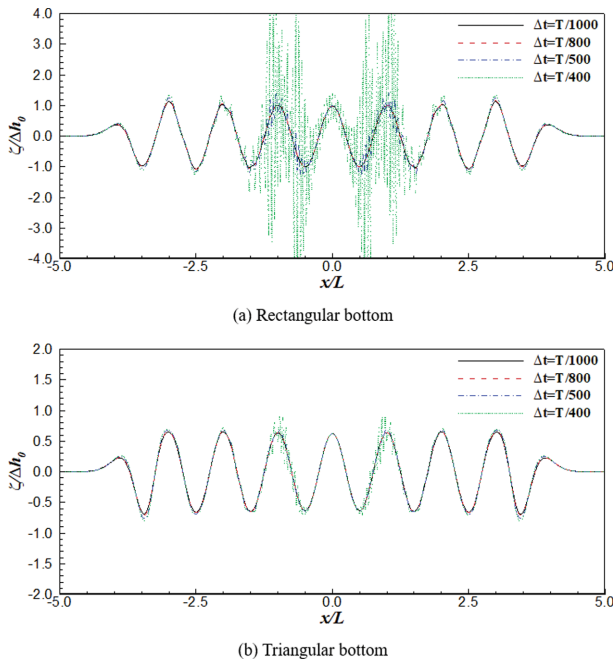 4.0
3.0
2.0
1.0
0.0
-1.0
-2.0
-3.0
-4.0
ζ/Δh₀
Δt=T/1000
Δt=T/800
Δt=T/500
Δt=T/400
-5.0 -2.5 0.0 2.5 5.0
x/L
(a) Rectangular bottom
2.0
1.5
1.0
0.5
0.0
-0.5
-1.0
-1.5
-2.0
ζ/Δh₀
Δt=T/1000
Δt=T/800
Δt=T/500
Δt=T/400
-5.0 -2.5 0.0 2.5 5.0
x/L
(b) Triangular bottom